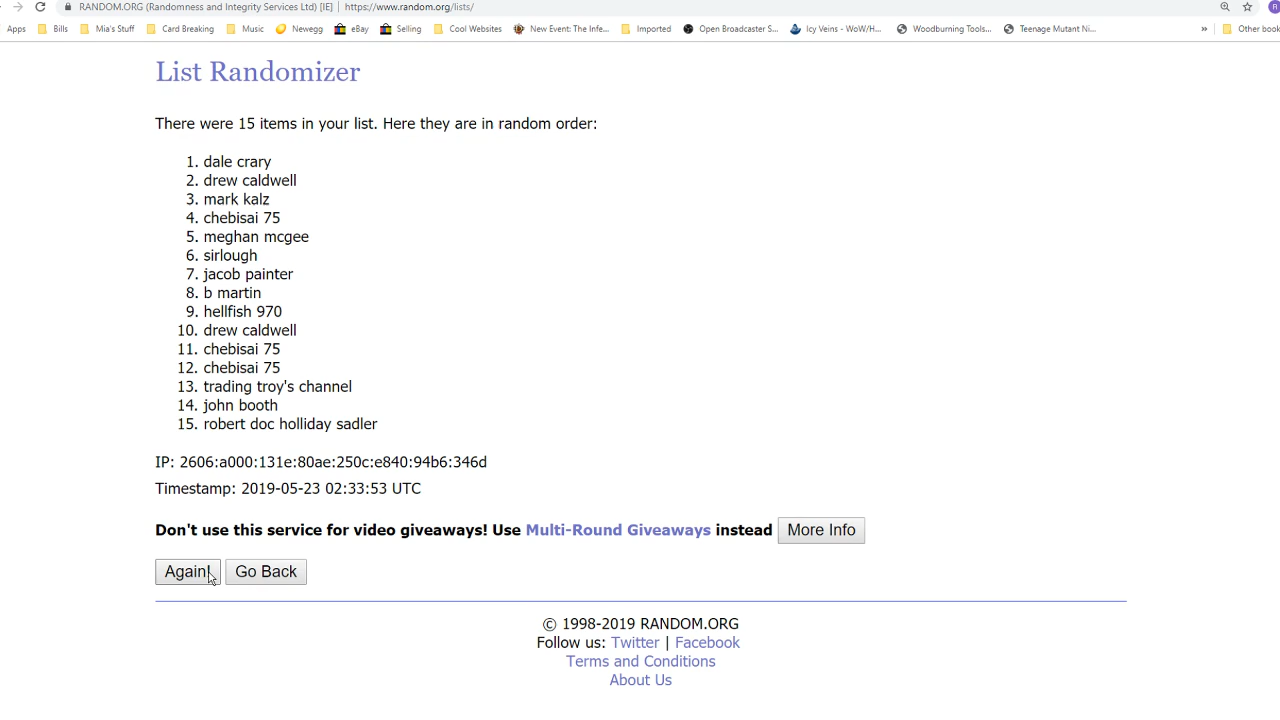 RANDOM.ORG (Randomness and Integrity Services Ltd) [IE] | https://www.random.org/lists/
Apps Bills Mia's Stuff Card Breaking Music Newegg eBay Selling Cool Websites New Event: The Infe... Imported Open Broadcaster S... Icy Veins - WoW/H... Woodburning Tools... Teenage Mutant Ni... » Other book
List Randomizer
There were 15 items in your list. Here they are in random order:
1. dale crary
2. drew caldwell
3. mark kalz
4. chebisai 75
5. meghan mcgee
6. sirlough
7. jacob painter
8. b martin
9. hellfish 970
10. drew caldwell
11. chebisai 75
12. chebisai 75
13. trading troy's channel
14. john booth
15. robert doc holliday sadler
IP: 2606:a000:131e:80ae:250c:e840:94b6:346d
Timestamp: 2019-05-23 02:33:53 UTC
Don't use this service for video giveaways! Use Multi-Round Giveaways instead More Info
Again! Go Back
© 1998-2019 RANDOM.ORG
Follow us: Twitter | Facebook
Terms and Conditions
About Us